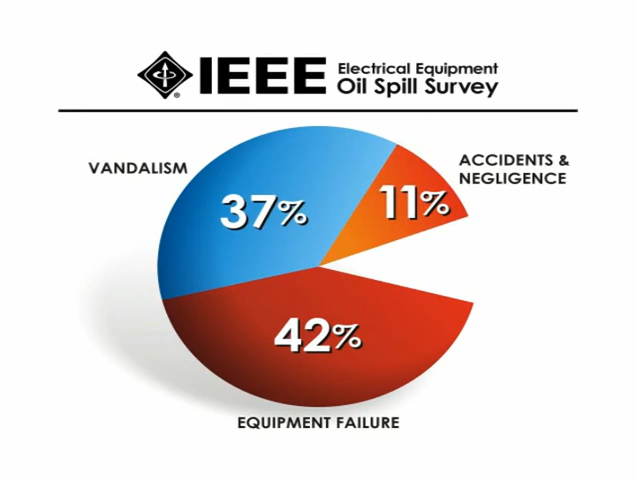 IEEE Electrical Equipment
Oil Spill Survey
VANDALISM
ACCIDENTS &
NEGLIGENCE
37%
11%
42%
EQUIPMENT FAILURE